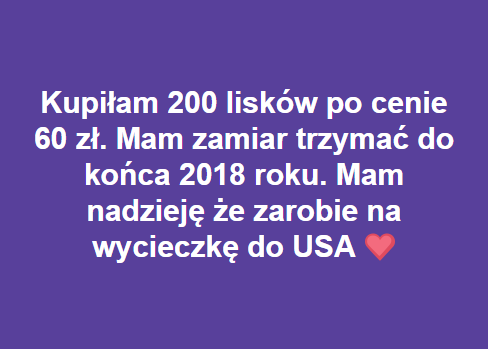 Kupiłam 200 lisków po cenie
60 zł. Mam zamiar trzymać do
końca 2018 roku. Mam
nadzieję że zarobie na
wycieczkę do USA ❤